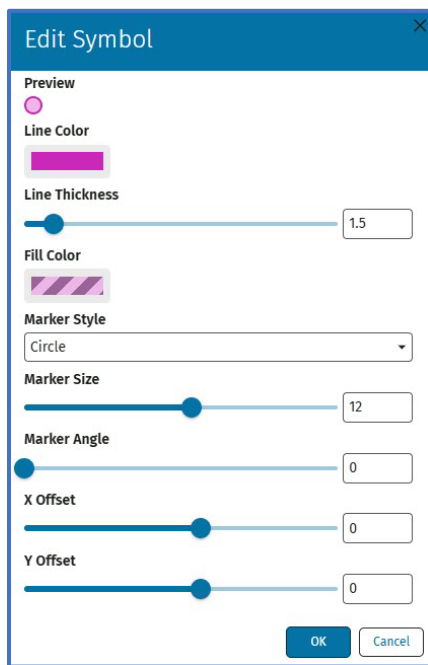 Edit Symbol
Preview
Line Color
Line Thickness
1.5
Fill Color
Marker Style
Circle
Marker Size
12
Marker Angle
0
X Offset
0
Y Offset
0
OK Cancel